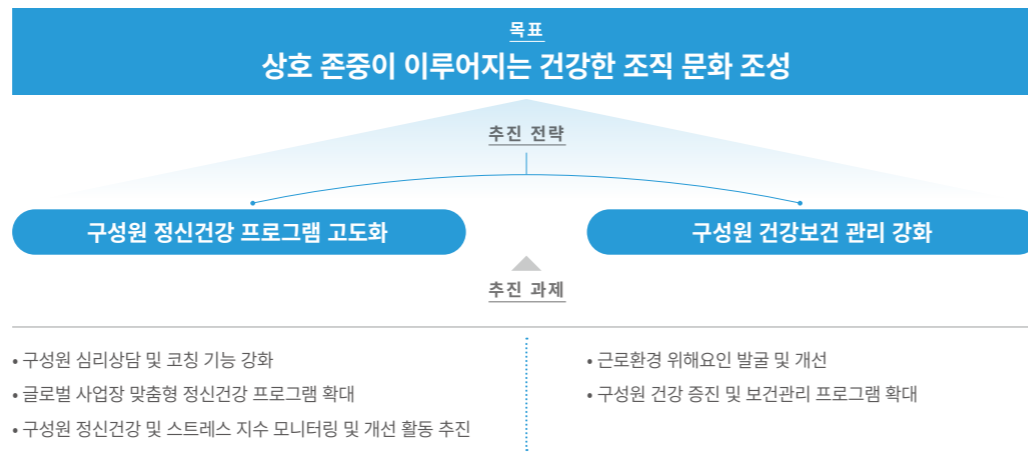 목표
상호 존중이 이루어지는 건강한 조직 문화 조성
추진 전략
구성원 정신건강 프로그램 고도화
구성원 건강보건 관리 강화
추진 과제
• 구성원 심리상담 및 코칭 기능 강화
• 글로벌 사업장 맞춤형 정신건강 프로그램 확대
• 구성원 정신건강 및 스트레스 지수 모니터링 및 개선 활동 추진
• 근로환경 위해요인 발굴 및 개선
• 구성원 건강 증진 및 보건관리 프로그램 확대